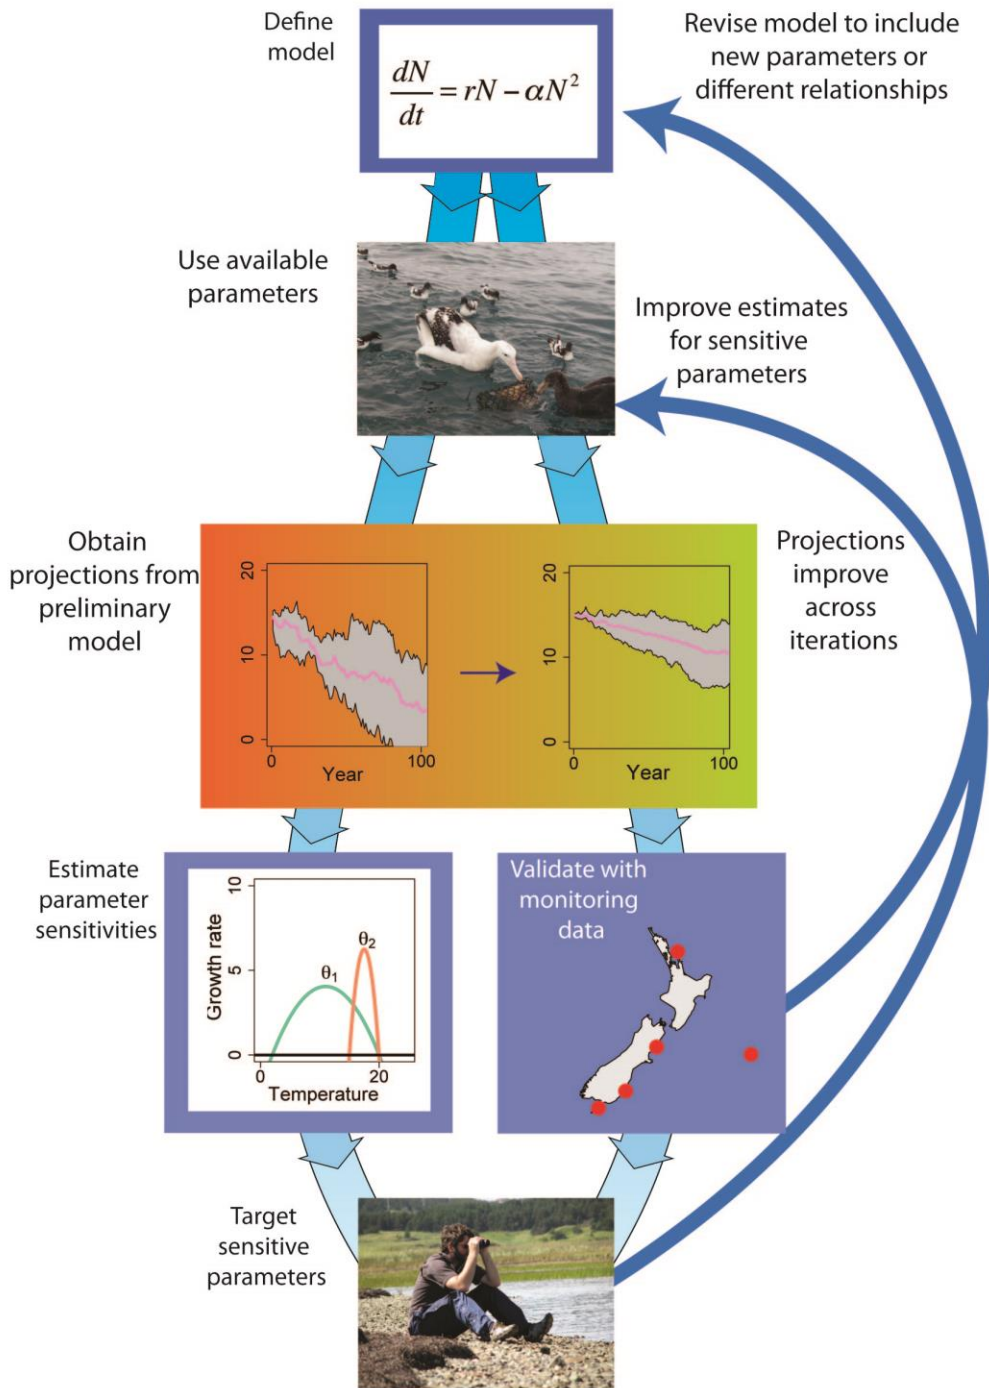 Define
model
dN/dt = rN − αN²
Revise model to include
new parameters or
different relationships
Use available
parameters
Improve estimates
for sensitive
parameters
Obtain
projections from
preliminary
model
20
10
0
0
100
Year
20
10
0
0
100
Year
Projections
improve
across
iterations
Estimate
parameter
sensitivities
10
5
0
Growth rate
θ1
θ2
0
20
Temperature
Validate with
monitoring
data
Target
sensitive
parameters